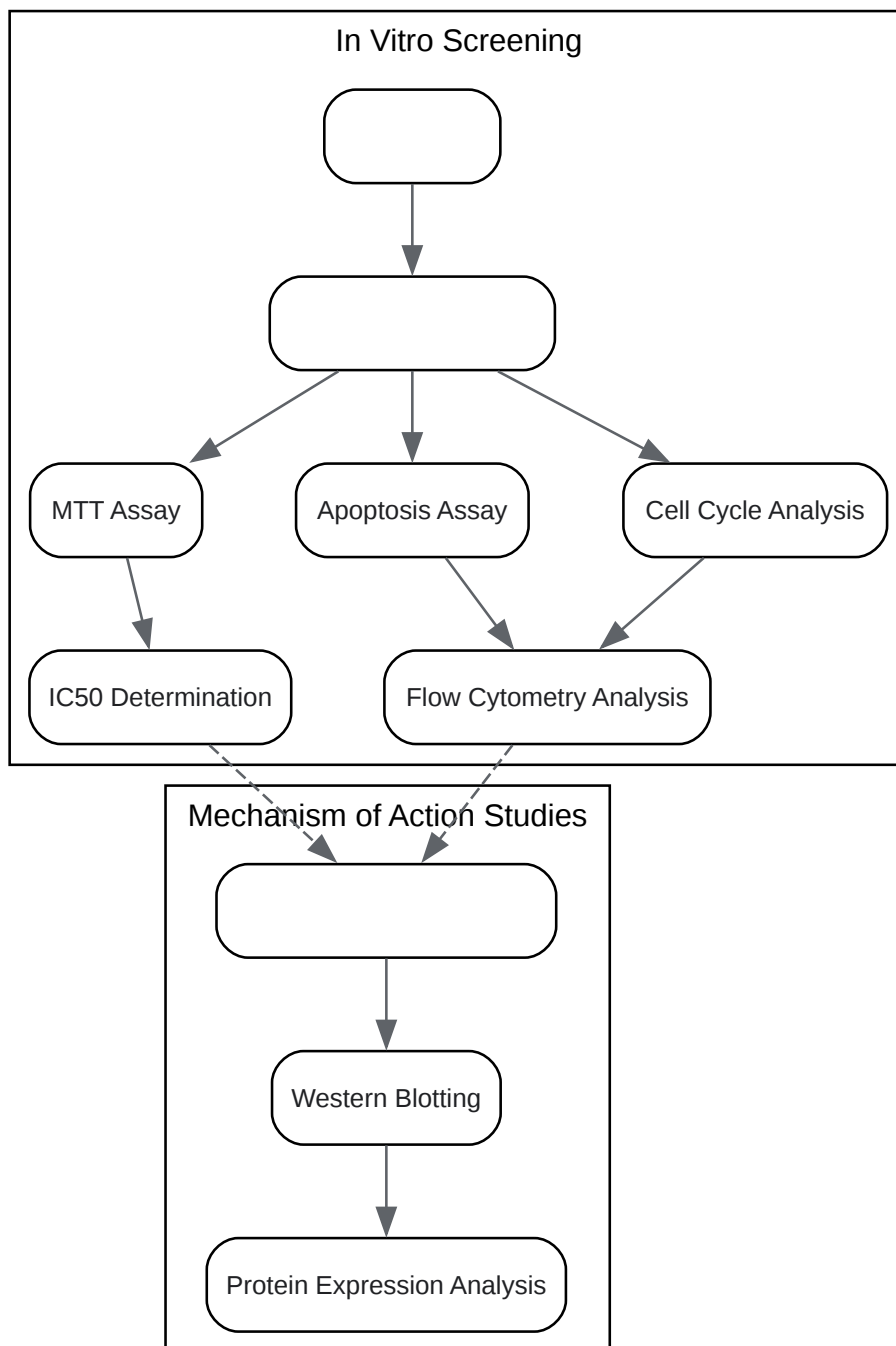 In Vitro Screening
MTT Assay
Apoptosis Assay
Cell Cycle Analysis
IC50 Determination
Flow Cytometry Analysis
Mechanism of Action Studies
Western Blotting
Protein Expression Analysis